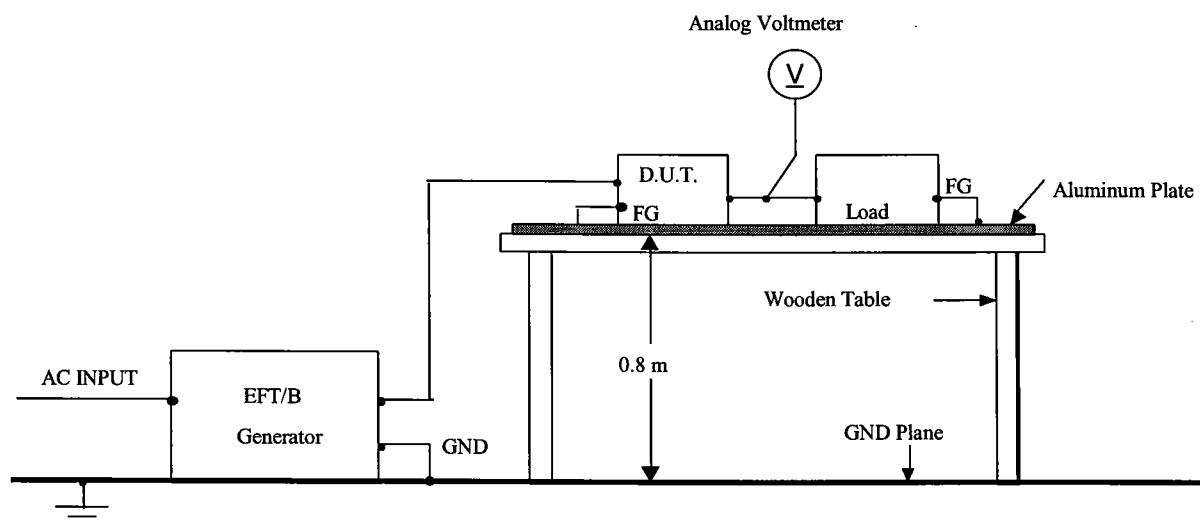 Analog Voltmeter
V
D.U.T.
FG
FG
Load
Aluminum Plate
Wooden Table
0.8 m
AC INPUT
EFT/B
Generator
GND
GND Plane